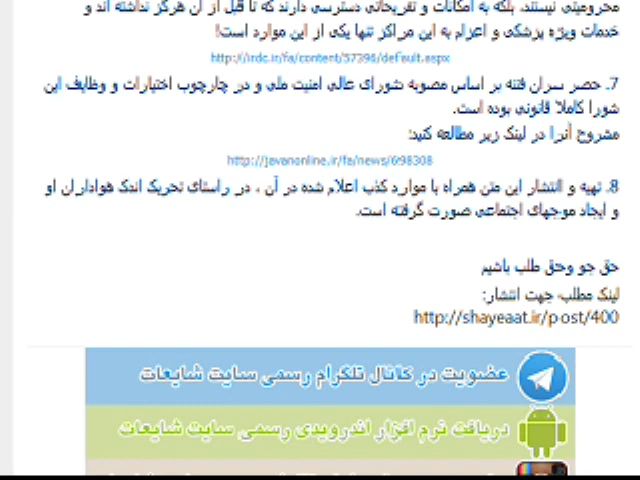 محرومیتی نیستند، بلکه به امکانات و تفریحاتی دسترسی دارند که تا قبل از آن هرگز نداشته اند و
خدمات ویژه پزشکی و اعزام به این مراکز تنها یکی از این موارد است!
http://irdc.ir/fa/content/57396/default.aspx
7. حصر سران فتنه بر اساس مصوبه شورای عالی امنیت ملی و در چارچوب اختیارات و وظایف این
شورا کاملا قانونی بوده است.
مشروح آنرا در لینک زیر مطالعه کنید:
http://javanonline.ir/fa/news/698308
8. تهیه و انتشار این متن همراه با موارد کذب اعلام شده در آن ، در راستای تحریک اندک هواداران او
و ایجاد موجهای اجتماعی صورت گرفته است.
حق جو وحق طلب باشیم
لینک مطلب جهت انتشار:
http://shayeaat.ir/post/400
عضویت در کانال تلگرام رسمی سایت شایعات
دریافت نرم افزار اندرویدی رسمی سایت شایعات